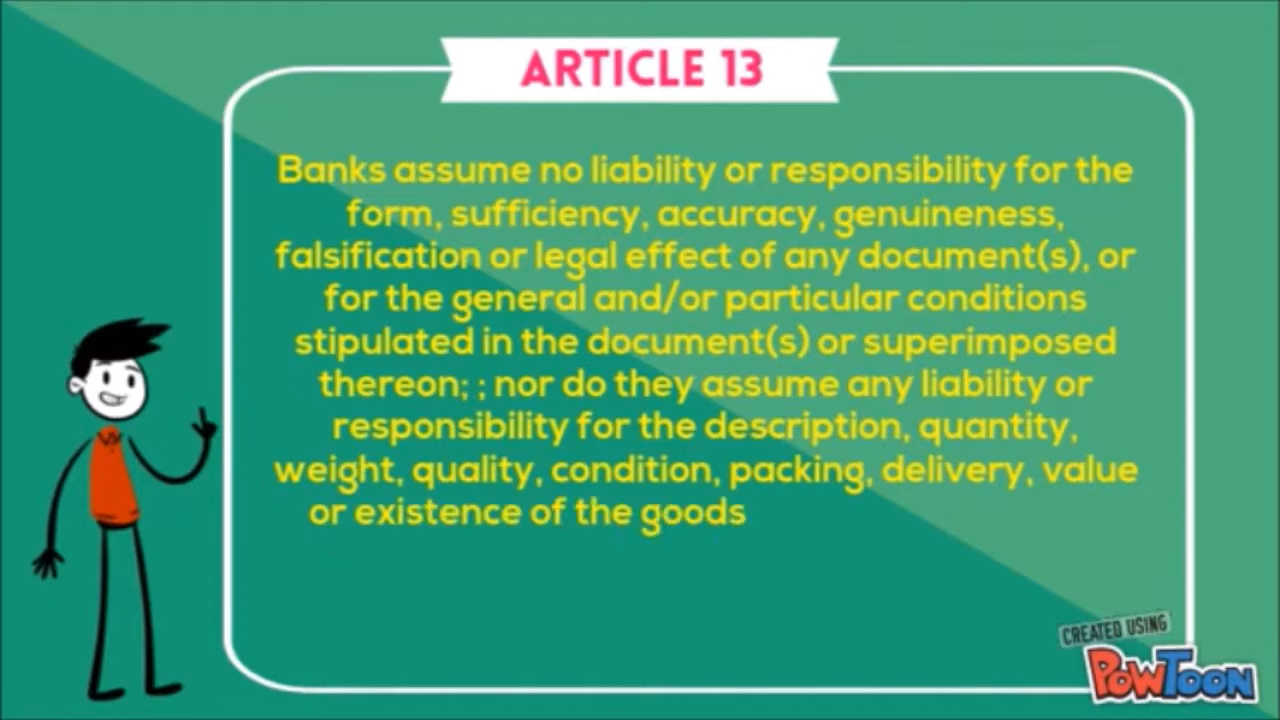 ARTICLE 13
Banks assume no liability or responsibility for the
form, sufficiency, accuracy, genuineness,
falsification or legal effect of any document(s), or
for the general and/or particular conditions
stipulated in the document(s) or superimposed
thereon; ; nor do they assume any liability or
responsibility for the description, quantity,
weight, quality, condition, packing, delivery, value
or existence of the goods
CREATED USING
POWTOON